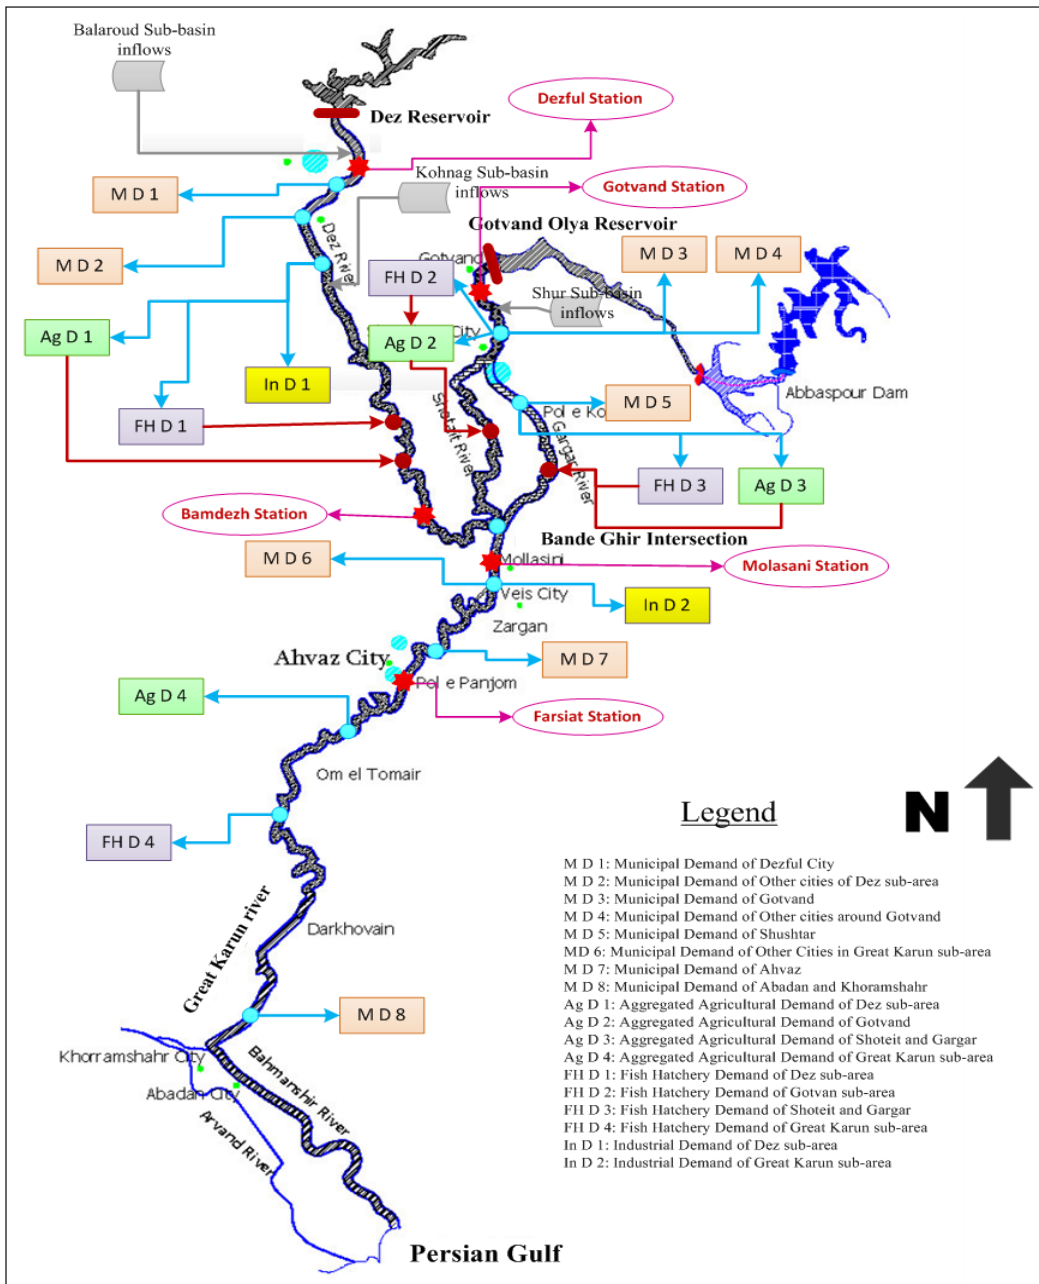 Balaroud Sub-basin
inflows
Dez Reservoir
Dezful Station
Kohnag Sub-basin
inflows
Gotvand Station
M D 1
M D 2
Dez River
Gotvand Olya Reservoir
Gotvand
FH D 2
M D 3
M D 4
Shur Sub-basin
inflows
Ag D 1
Ag D 2
City
In D 1
Abbaspour Dam
M D 5
Pol e Ko
FH D 1
Shotait River
Gargar River
FH D 3
Ag D 3
Bamdezh Station
Bande Ghir Intersection
M D 6
Mollasini
Molasani Station
Veis City
In D 2
Zargan
Ahvaz City
M D 7
Pol e Panjom
Ag D 4
Farsiat Station
Om el Tomair
FH D 4
Great Karun river
Darkhovain
M D 8
Khorramshahr City
Abadan City
Bahmanshir River
Arvand River
Persian Gulf
N
Legend
M D 1: Municipal Demand of Dezful City
M D 2: Municipal Demand of Other cities of Dez sub-area
M D 3: Municipal Demand of Gotvand
M D 4: Municipal Demand of Other cities around Gotvand
M D 5: Municipal Demand of Shushtar
MD 6: Municipal Demand of Other Cities in Great Karun sub-area
M D 7: Municipal Demand of Ahvaz
M D 8: Municipal Demand of Abadan and Khoramshahr
Ag D 1: Aggregated Agricultural Demand of Dez sub-area
Ag D 2: Aggregated Agricultural Demand of Gotvand
Ag D 3: Aggregated Agricultural Demand of Shoteit and Gargar
Ag D 4: Aggregated Agricultural Demand of Great Karun sub-area
FH D 1: Fish Hatchery Demand of Dez sub-area
FH D 2: Fish Hatchery Demand of Gotvan sub-area
FH D 3: Fish Hatchery Demand of Shoteit and Gargar
FH D 4: Fish Hatchery Demand of Great Karun sub-area
In D 1: Industrial Demand of Dez sub-area
In D 2: Industrial Demand of Great Karun sub-area